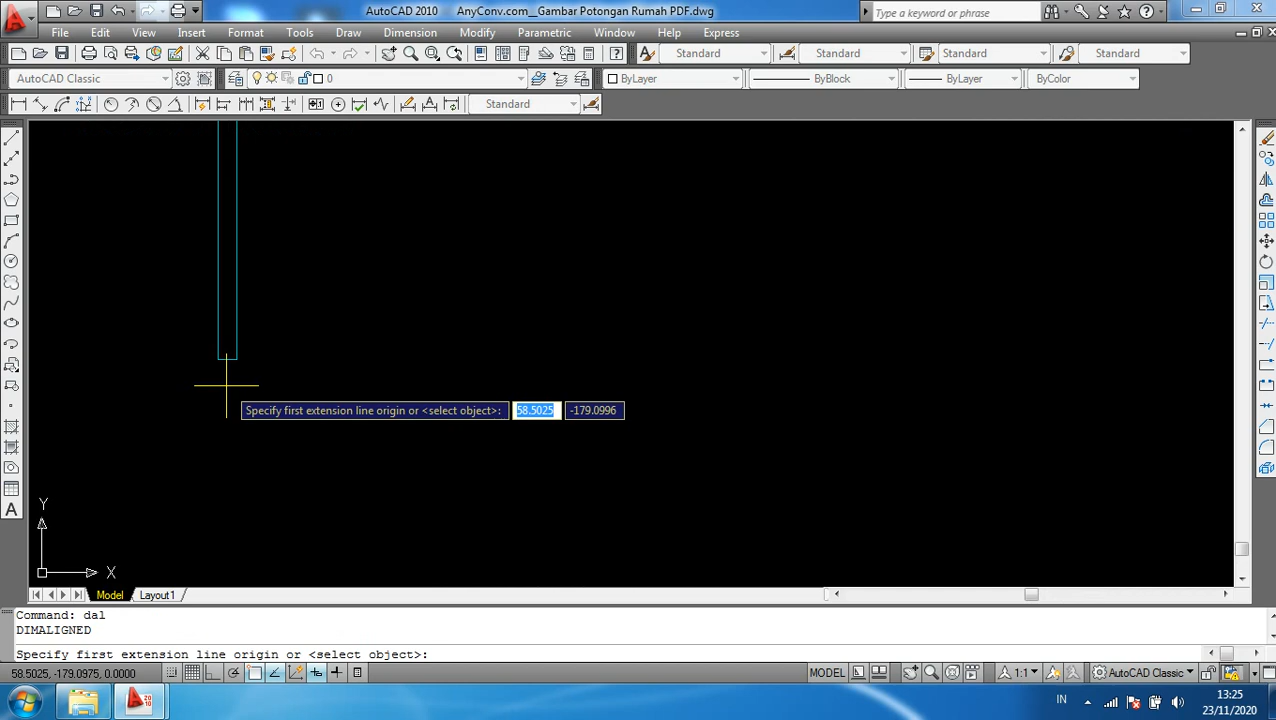 AutoCAD 2010 AnyConv.com__Gambar Potongan Rumah PDF.dwg
Type a keyword or phrase
File Edit View Insert Format Tools Draw Dimension Modify Parametric Window Help Express
Standard Standard Standard Standard
AutoCAD Classic 0 ByLayer ByBlock ByLayer ByColor
Standard
Specify first extension line origin or <select object>: 58.5025 -179.0996
Y
X
Model Layout1
Command: dal
DIMALIGNED
Specify first extension line origin or <select object>:
58.5025, -179.0975, 0.0000 MODEL 1:1 AutoCAD Classic
IN 13:25
23/11/2020